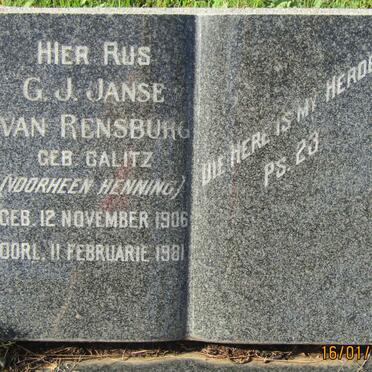 HIER RUS
G. J. JANSE
VAN RENSBURG
GEB. GALITZ
(VOORHEEN HENNING)
GEB. 12 NOVEMBER 1906
OORL. 11 FEBRUARIE 1981
DIE HERE IS MY HERDE
PS. 23
16/01/